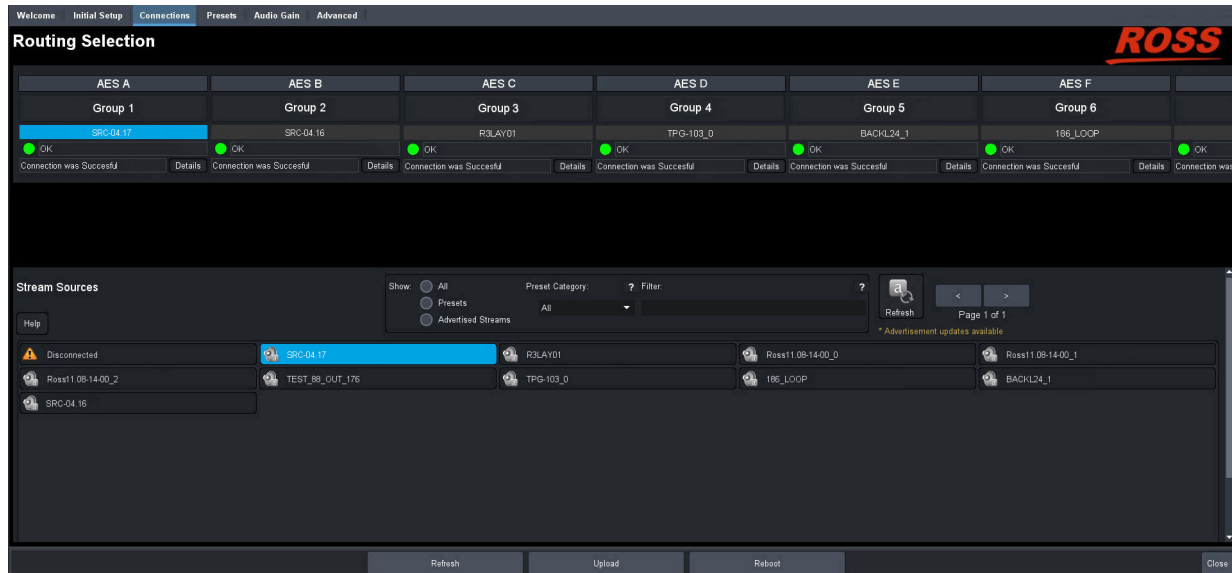 Welcome Initial Setup Connections Presets Audio Gain Advanced
Routing Selection
ROSS
AES A AES B AES C AES D AES E AES F
Group 1 Group 2 Group 3 Group 4 Group 5 Group 6
SRC-04.17 SRC-04.16 R3LAY01 TPG-103_0 BACKL24_1 186_LOOP
OK OK OK OK OK OK OK
Connection was Succesful Details Connection was Succesful Details Connection was Succesful Details Connection was Succesful Details Connection was Succesful Details Connection was Succesful Details Connection was
Stream Sources
Help
Show: All Preset Category: ? Filter: ?
Presets All
Advertised Streams
a
Refresh
< >
Page 1 of 1
* Advertisement updates available
Disconnected SRC-04.17 R3LAY01 Ross11.08-14-00_0 Ross11.08-14-00_1
Ross11.08-14-00_2 TEST_88_OUT_176 TPG-103_0 186_LOOP BACKL24_1
SRC-04.16
Refresh Upload Reboot Close